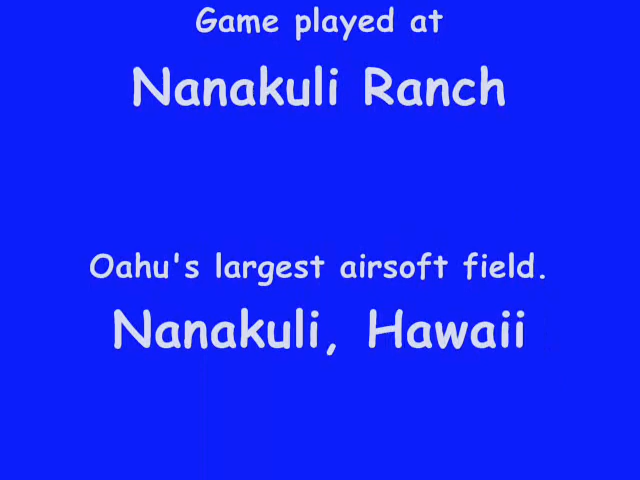 Game played at
Nanakuli Ranch
Oahu's largest airsoft field.
Nanakuli, Hawaii